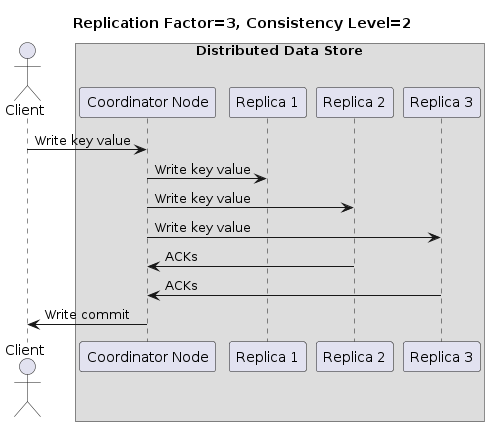 Replication Factor=3, Consistency Level=2
Distributed Data Store
Client
Coordinator Node
Replica 1
Replica 2
Replica 3
Write key value
Write key value
Write key value
Write key value
ACKs
ACKs
Write commit
Client
Coordinator Node
Replica 1
Replica 2
Replica 3